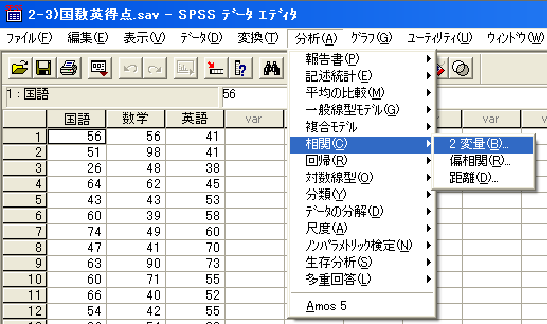 2-3)国数英得点.sav - SPSS データ エディタ
ファイル(F) 編集(E) 表示(V) データ(D) 変換(T) 分析(A) グラフ(G) ユーティリティ(U) ウィンドウ(W)
1 : 国語 56
国語 数学 英語 var var
1 56 56 41
2 51 98 41
3 26 48 38
4 64 62 45
5 43 43 53
6 60 39 58
7 74 49 60
8 47 41 70
9 63 90 73
10 60 71 55
11 66 40 52
12 54 42 55
報告書(P)
記述統計(E)
平均の比較(M)
一般線型モデル(G)
複合モデル
相関(C)
回帰(R)
対数線型(O)
分類(Y)
データの分解(D)
尺度(A)
ノンパラメトリック検定(N)
生存分析(S)
多重回答(L)
Amos 5
2 変量(B)...
偏相関(R)...
距離(D)...